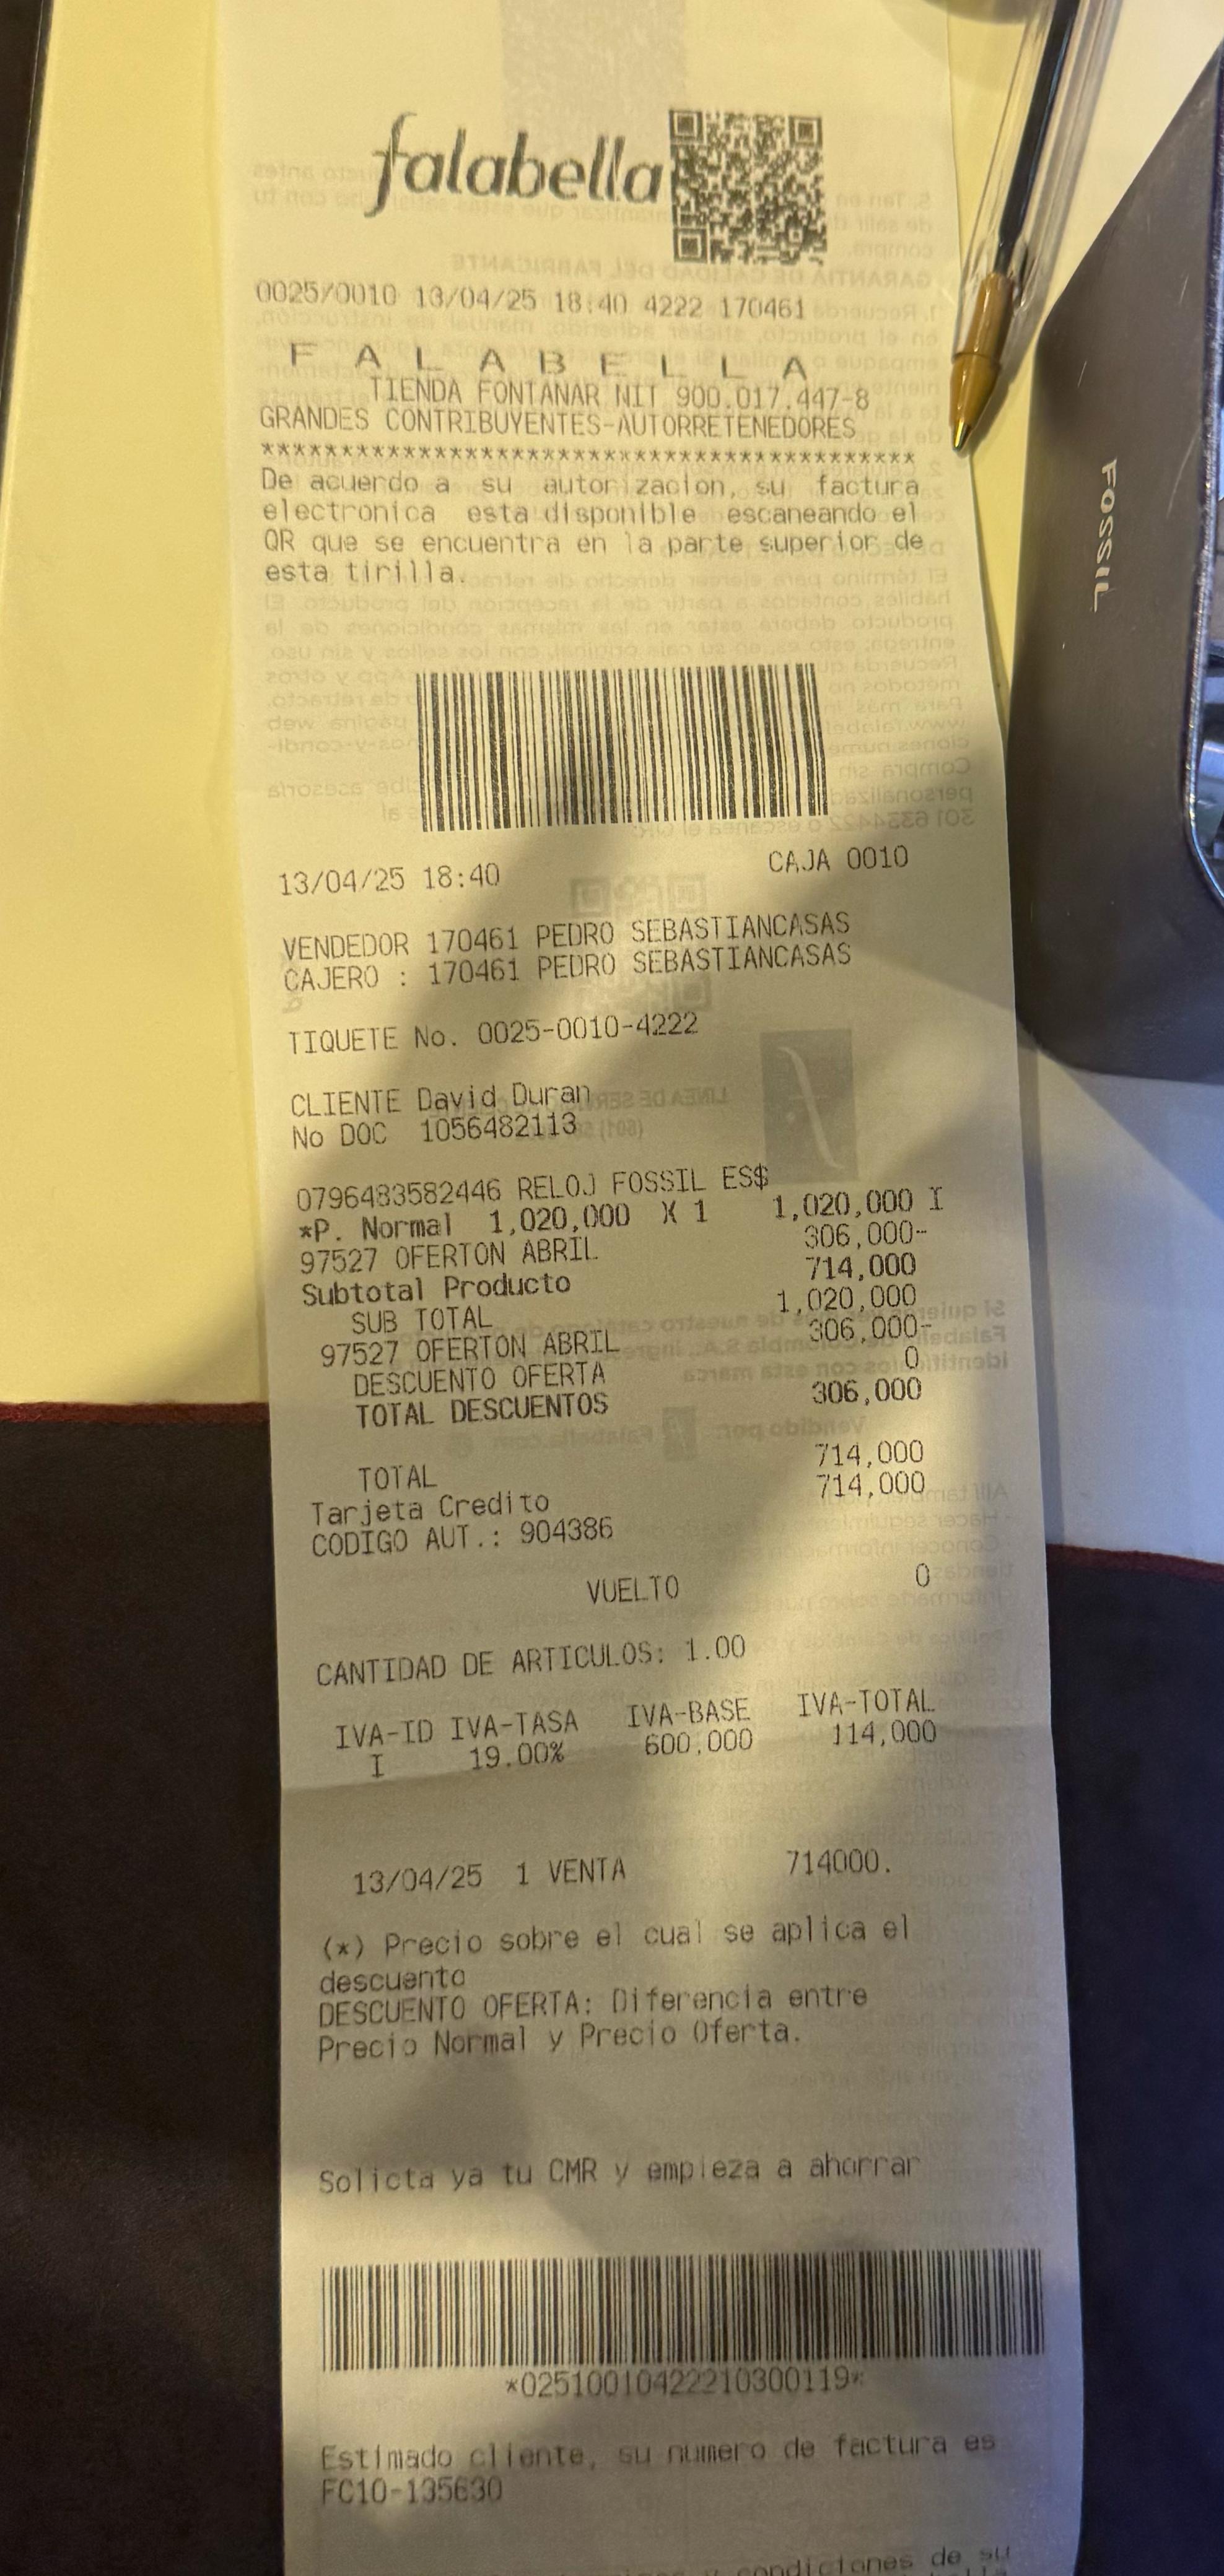 falabella
0025/0010 13/04/25 18:40 4222 170461
F A L A B E L L A
TIENDA FONTANAR NIT 900.017.447-8
GRANDES CONTRIBUYENTES-AUTORRETENEDORES
******************************************
De acuerdo a su autorizacion, su factura
electronica esta disponible escaneando el
QR que se encuentra en la parte superior de
esta tirilla.
FOSSIL
13/04/25 18:40 CAJA 0010
VENDEDOR 170461 PEDRO SEBASTIANCASAS
CAJERO : 170461 PEDRO SEBASTIANCASAS
TIQUETE No. 0025-0010-4222
CLIENTE David Duran
No DOC 1056482113
0796483582446 RELOJ FOSSIL ES$
*P. Normal 1,020,000 X 1 1,020,000 I
97527 OFERTON ABRIL 306,000-
Subtotal Producto 714,000
SUB TOTAL 1,020,000
97527 OFERTON ABRIL 306,000-
DESCUENTO OFERTA 0
TOTAL DESCUENTOS 306,000
TOTAL 714,000
Tarjeta Credito 714,000
CODIGO AUT.: 904386
VUELTO 0
CANTIDAD DE ARTICULOS: 1.00
IVA-ID IVA-TASA IVA-BASE IVA-TOTAL
I 19.00% 600,000 114,000
13/04/25 1 VENTA 714000.
(*) Precio sobre el cual se aplica el
descuento
DESCUENTO OFERTA: Diferencia entre
Precio Normal y Precio Oferta.
Solicta ya tu CMR y empieza a ahorrar
*02510010422210300119*
Estimado cliente, su numero de factura es
FC10-135630
y condiciones de su